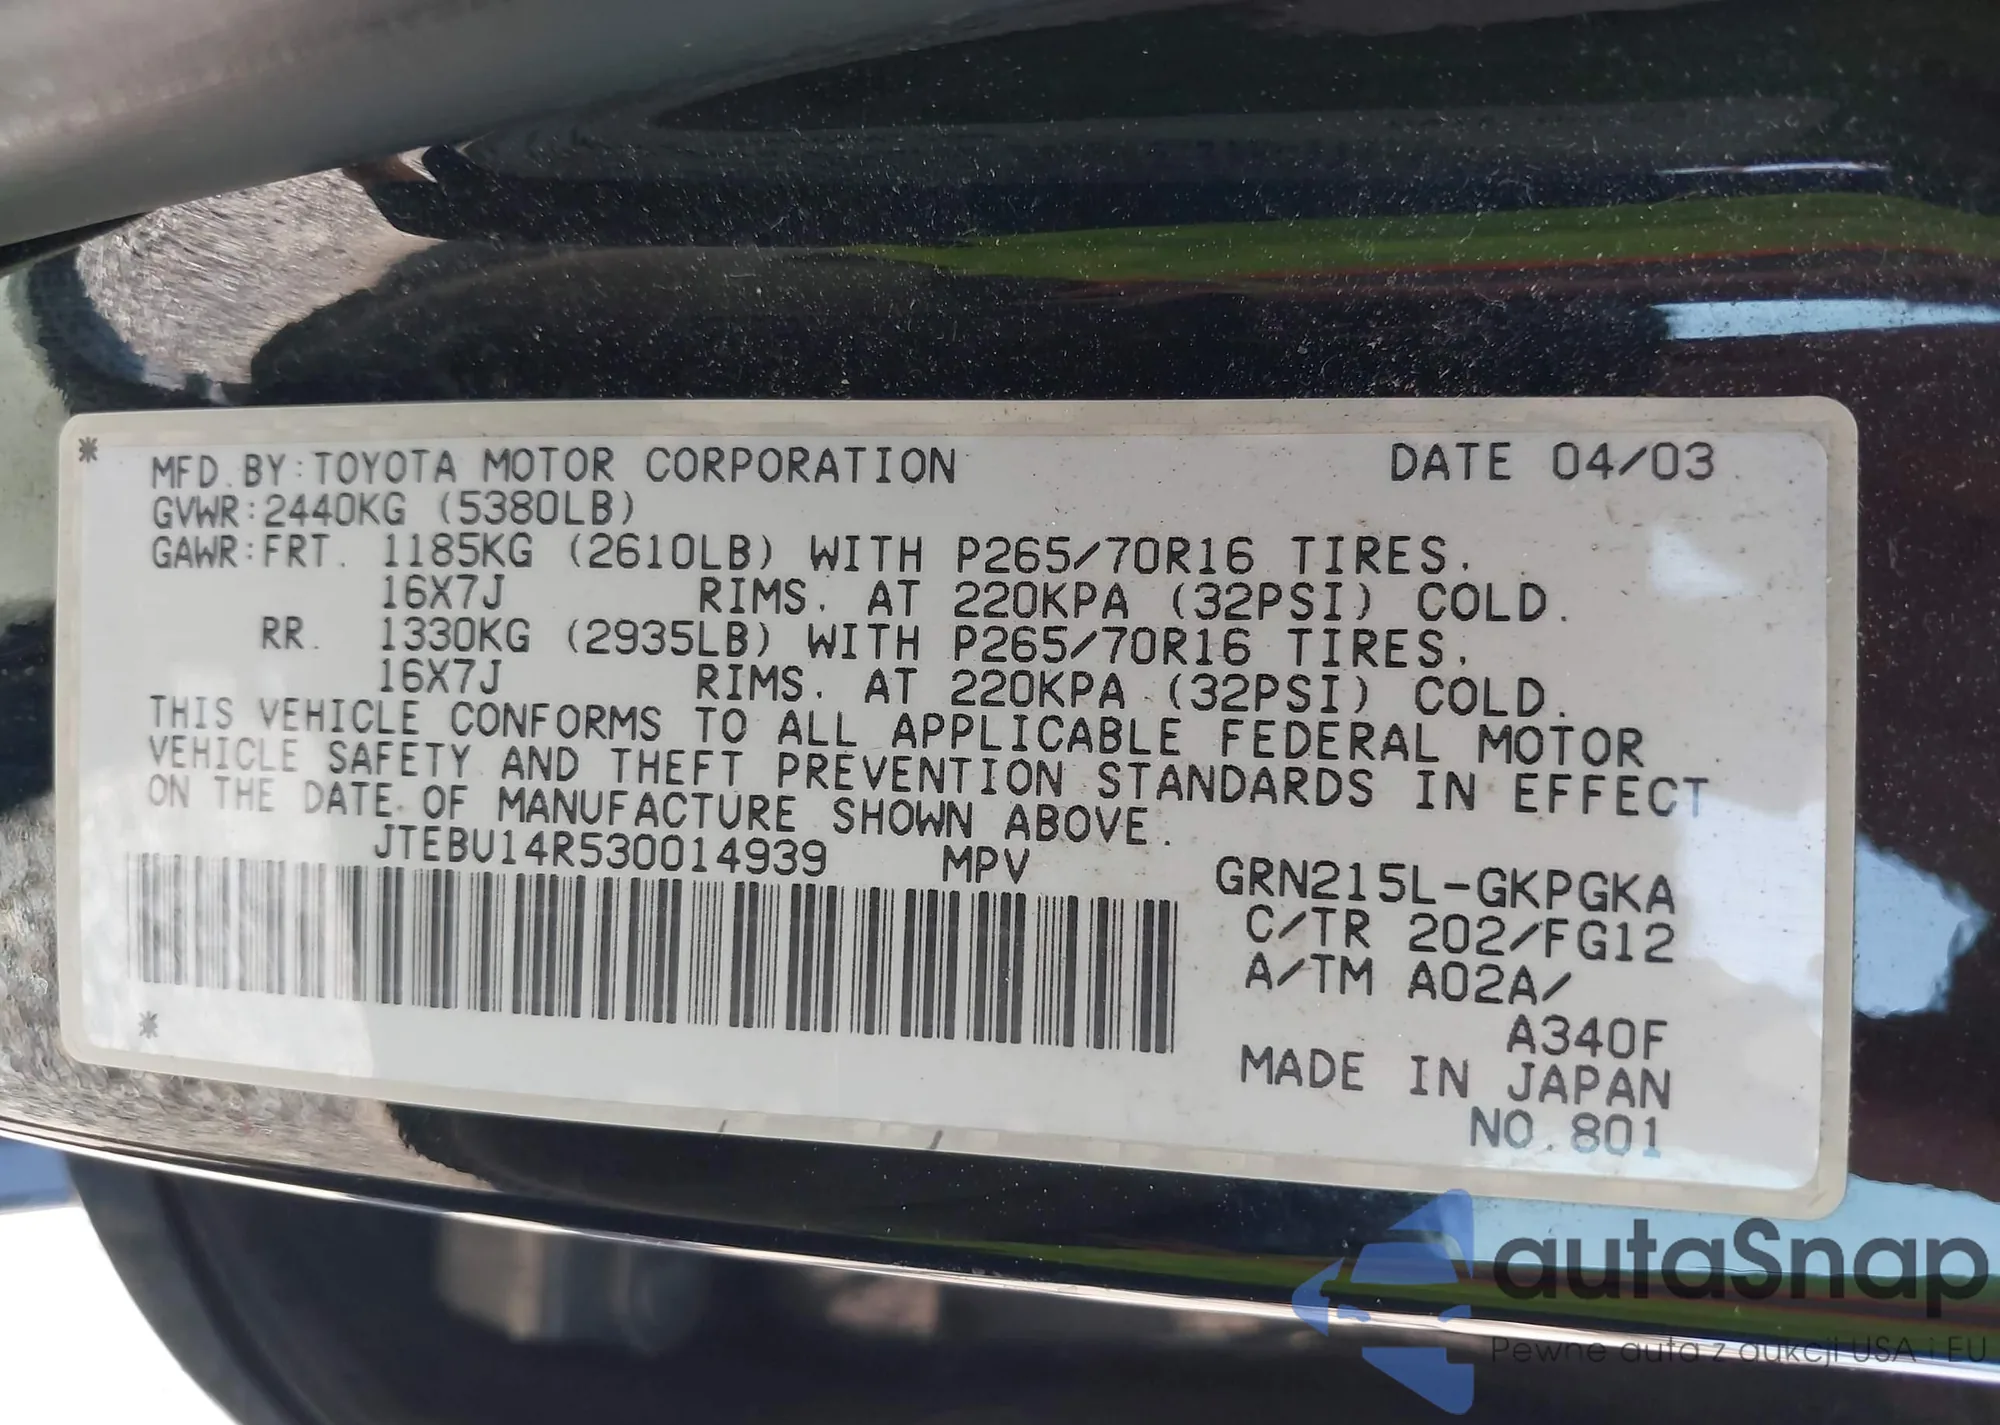 MFD. BY: TOYOTA MOTOR CORPORATION DATE 04/03
GVWR: 2440KG (5380LB)
GAWR: FRT. 1185KG (2610LB) WITH P265/70R16 TIRES.
16X7J RIMS. AT 220KPA (32PSI) COLD.
RR. 1330KG (2935LB) WITH P265/70R16 TIRES.
16X7J RIMS. AT 220KPA (32PSI) COLD.
THIS VEHICLE CONFORMS TO ALL APPLICABLE FEDERAL MOTOR
VEHICLE SAFETY AND THEFT PREVENTION STANDARDS IN EFFECT
ON THE DATE OF MANUFACTURE SHOWN ABOVE.
JTEBU14R530014939 MPV GRN215L-GKPGKA
C/TR 202/FG12
A/TM A02A/
A340F
MADE IN JAPAN
NO. 801
autaSnap
Pewne auta z aukcji USA i EU